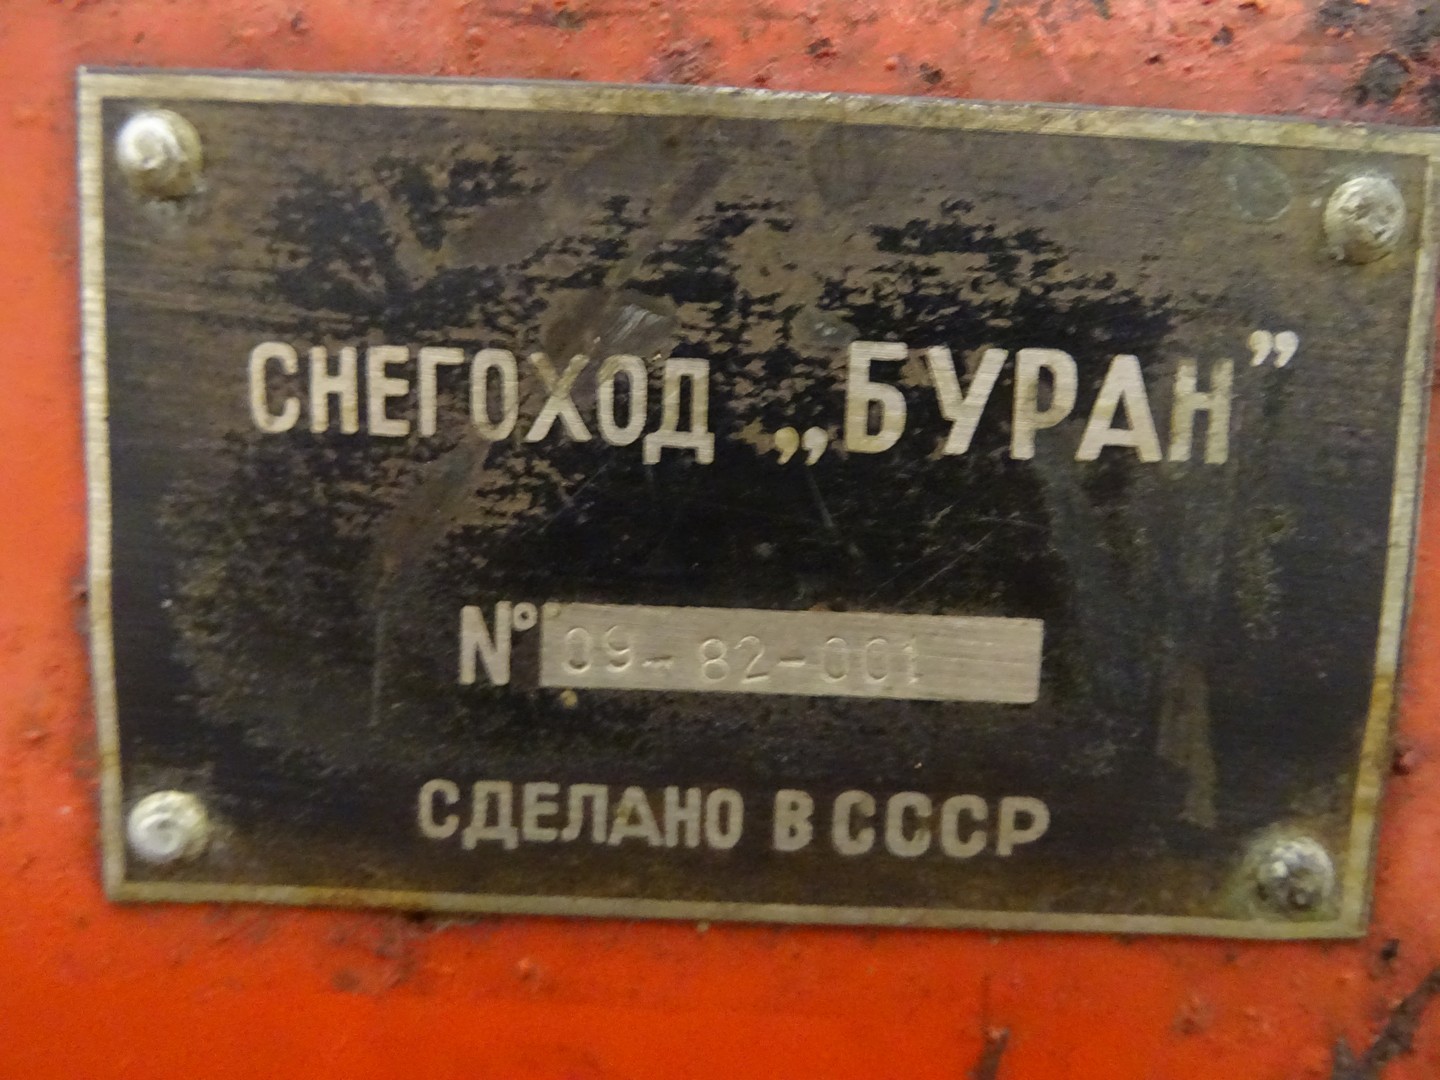 СНЕГОХОД „БУРАН”
№ 09-82-001
СДЕЛАНО В СССР